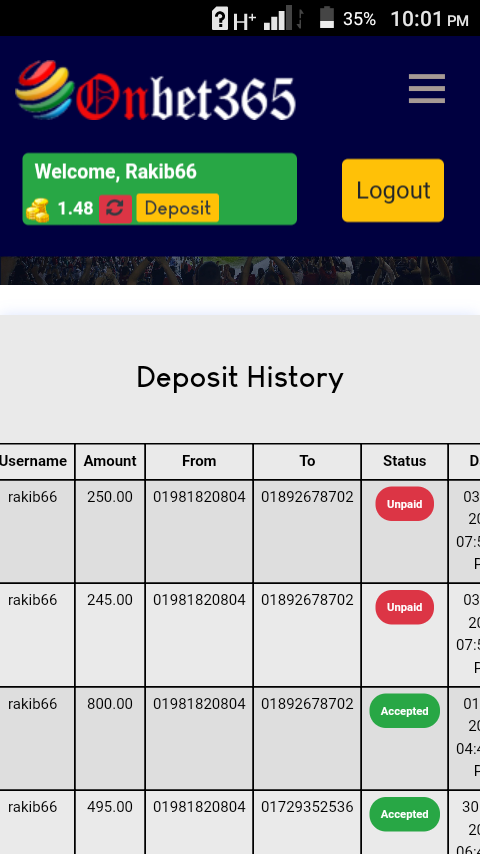 H+ 35% 10:01 PM
Onbet365
Welcome, Rakib66
1.48 Deposit
Logout
Deposit History
Username Amount From To Status D
rakib66 250.00 01981820804 01892678702 Unpaid 03
20
07:5
P
rakib66 245.00 01981820804 01892678702 Unpaid 03
20
07:5
P
rakib66 800.00 01981820804 01892678702 Accepted 01
20
04:4
P
rakib66 495.00 01981820804 01729352536 Accepted 30
20
06:4